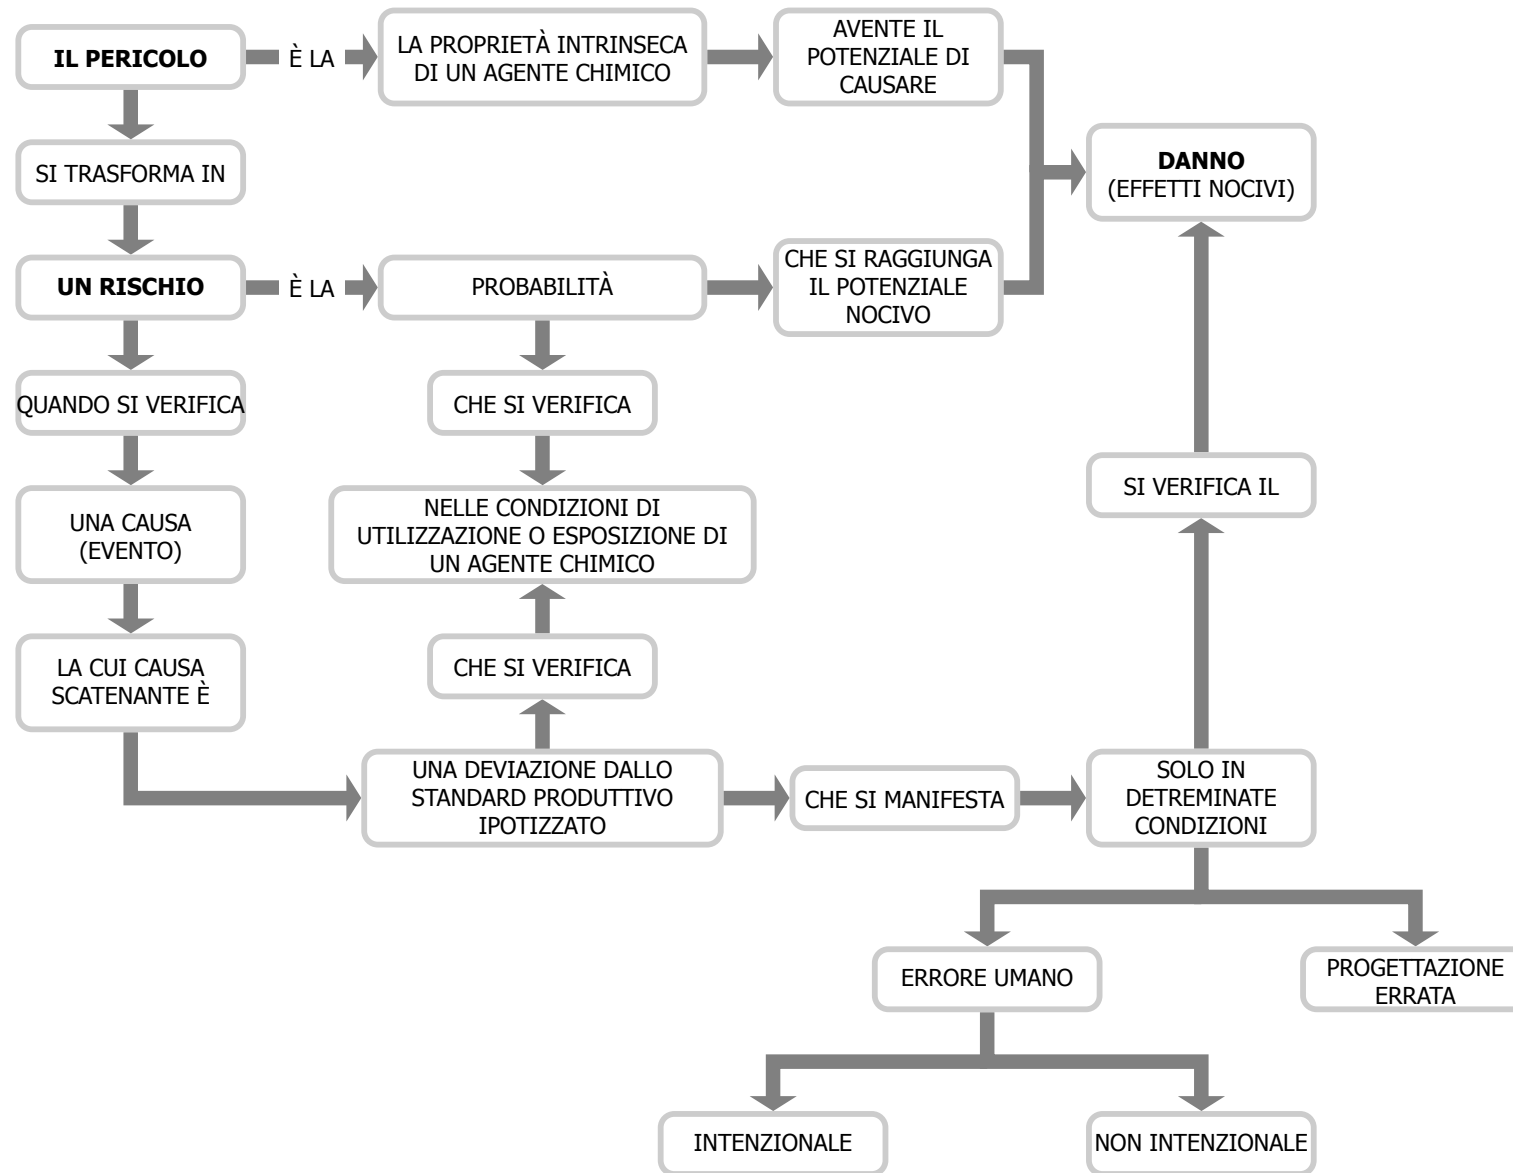 IL PERICOLO
È LA
LA PROPRIETÀ INTRINSECA
DI UN AGENTE CHIMICO
AVENTE IL
POTENZIALE DI
CAUSARE
DANNO
(EFFETTI NOCIVI)
SI TRASFORMA IN
UN RISCHIO
È LA
PROBABILITÀ
CHE SI RAGGIUNGA
IL POTENZIALE
NOCIVO
QUANDO SI VERIFICA
CHE SI VERIFICA
UNA CAUSA
(EVENTO)
NELLE CONDIZIONI DI
UTILIZZAZIONE O ESPOSIZIONE DI
UN AGENTE CHIMICO
SI VERIFICA IL
LA CUI CAUSA
SCATENANTE È
CHE SI VERIFICA
UNA DEVIAZIONE DALLO
STANDARD PRODUTTIVO
IPOTIZZATO
CHE SI MANIFESTA
SOLO IN
DETREMINATE
CONDIZIONI
ERRORE UMANO
PROGETTAZIONE
ERRATA
INTENZIONALE
NON INTENZIONALE